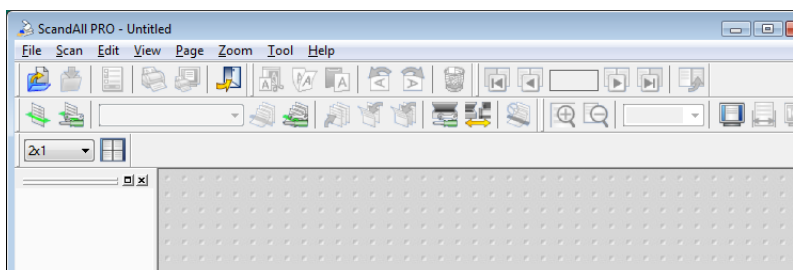 ScandAll PRO - Untitled
File Scan Edit View Page Zoom Tool Help
2x1